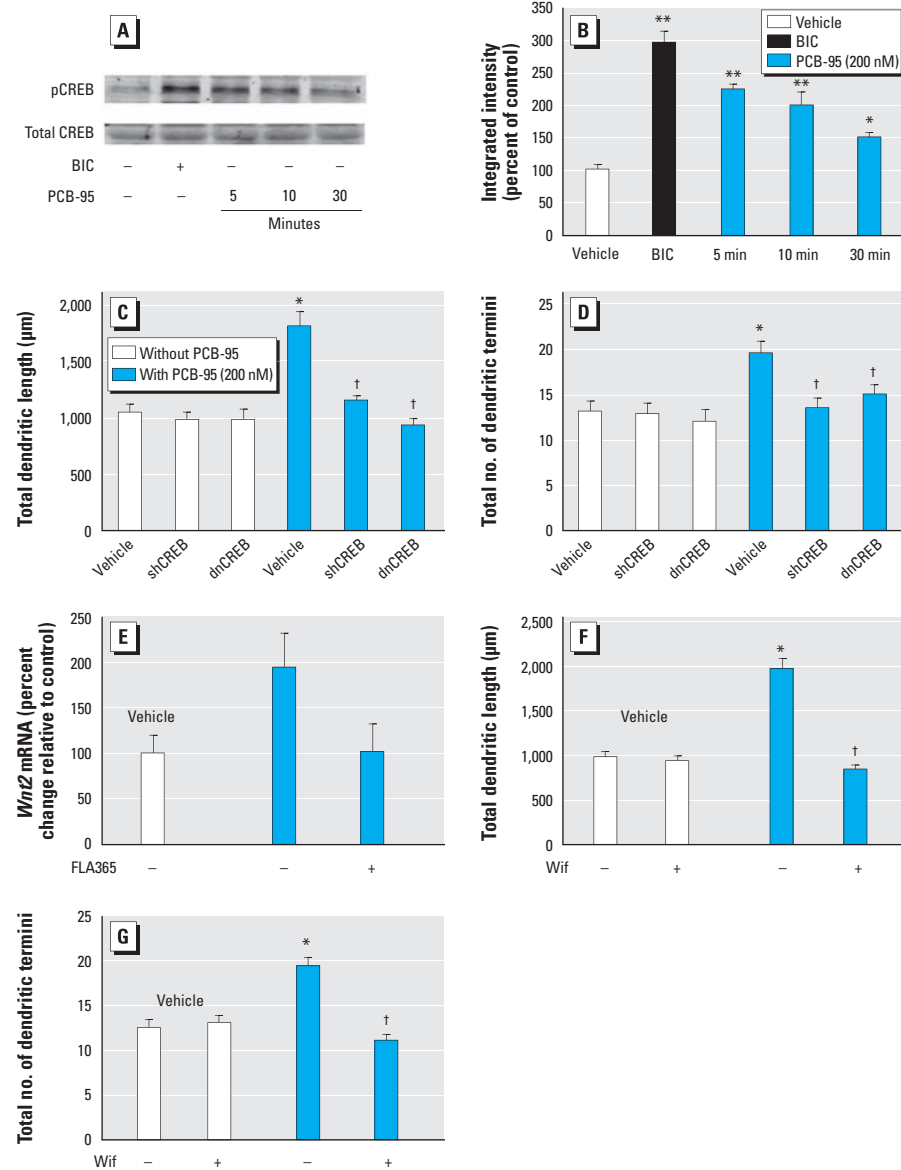 A
pCREB
Total CREB
BIC – + – – –
PCB-95 – – 5 10 30
Minutes
B
Vehicle
BIC
PCB-95 (200 nM)
Integrated intensity
(percent of control)
350
300
250
200
150
100
50
0
** ** ** *
Vehicle BIC 5 min 10 min 30 min
C
Without PCB-95
With PCB-95 (200 nM)
Total dendritic length (μm)
2,000
1,500
1,000
500
0
* † †
Vehicle shCREB dnCREB Vehicle shCREB dnCREB
D
Total no. of dendritic termini
25
20
15
10
5
0
* † †
Vehicle shCREB dnCREB Vehicle shCREB dnCREB
E
Wnt2 mRNA (percent
change relative to control)
250
200
150
100
50
0
Vehicle
FLA365 – – +
F
Total dendritic length (μm)
2,500
2,000
1,500
1,000
500
0
Vehicle
* †
Wif – + – +
G
Total no. of dendritic termini
25
20
15
10
5
0
Vehicle
* †
Wif – + – +